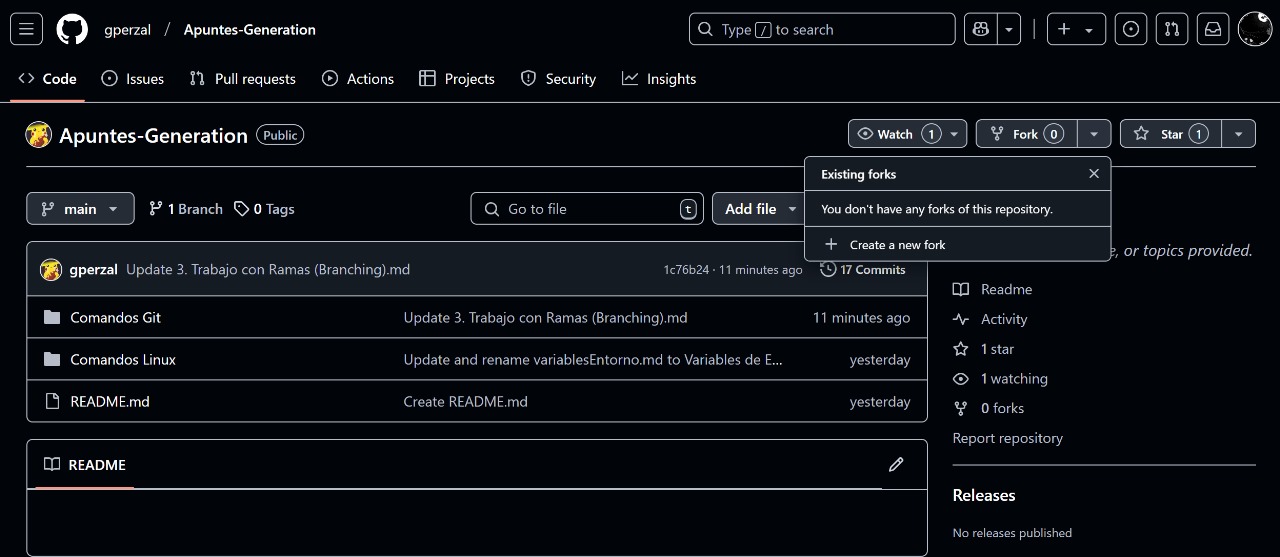 gperzal / Apuntes-Generation
Type / to search
Code Issues Pull requests Actions Projects Security Insights
Apuntes-Generation Public
Watch 1 Fork 0 Star 1
Existing forks
You don't have any forks of this repository.
Create a new fork
main 1 Branch 0 Tags
Go to file t
Add file
e, or topics provided.
gperzal Update 3. Trabajo con Ramas (Branching).md 1c76b24 · 11 minutes ago 17 Commits
Comandos Git Update 3. Trabajo con Ramas (Branching).md 11 minutes ago
Comandos Linux Update and rename variablesEntorno.md to Variables de E... yesterday
README.md Create README.md yesterday
README
Readme
Activity
1 star
1 watching
0 forks
Report repository
Releases
No releases published